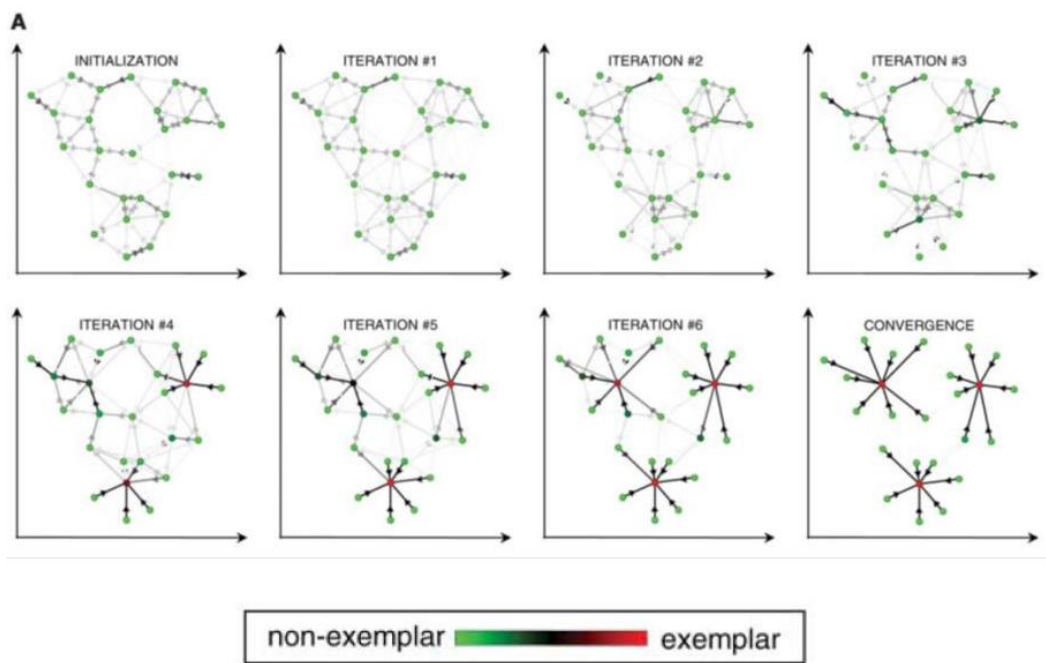 A
INITIALIZATION
ITERATION #1
ITERATION #2
ITERATION #3
ITERATION #4
ITERATION #5
ITERATION #6
CONVERGENCE
non-exemplar
exemplar